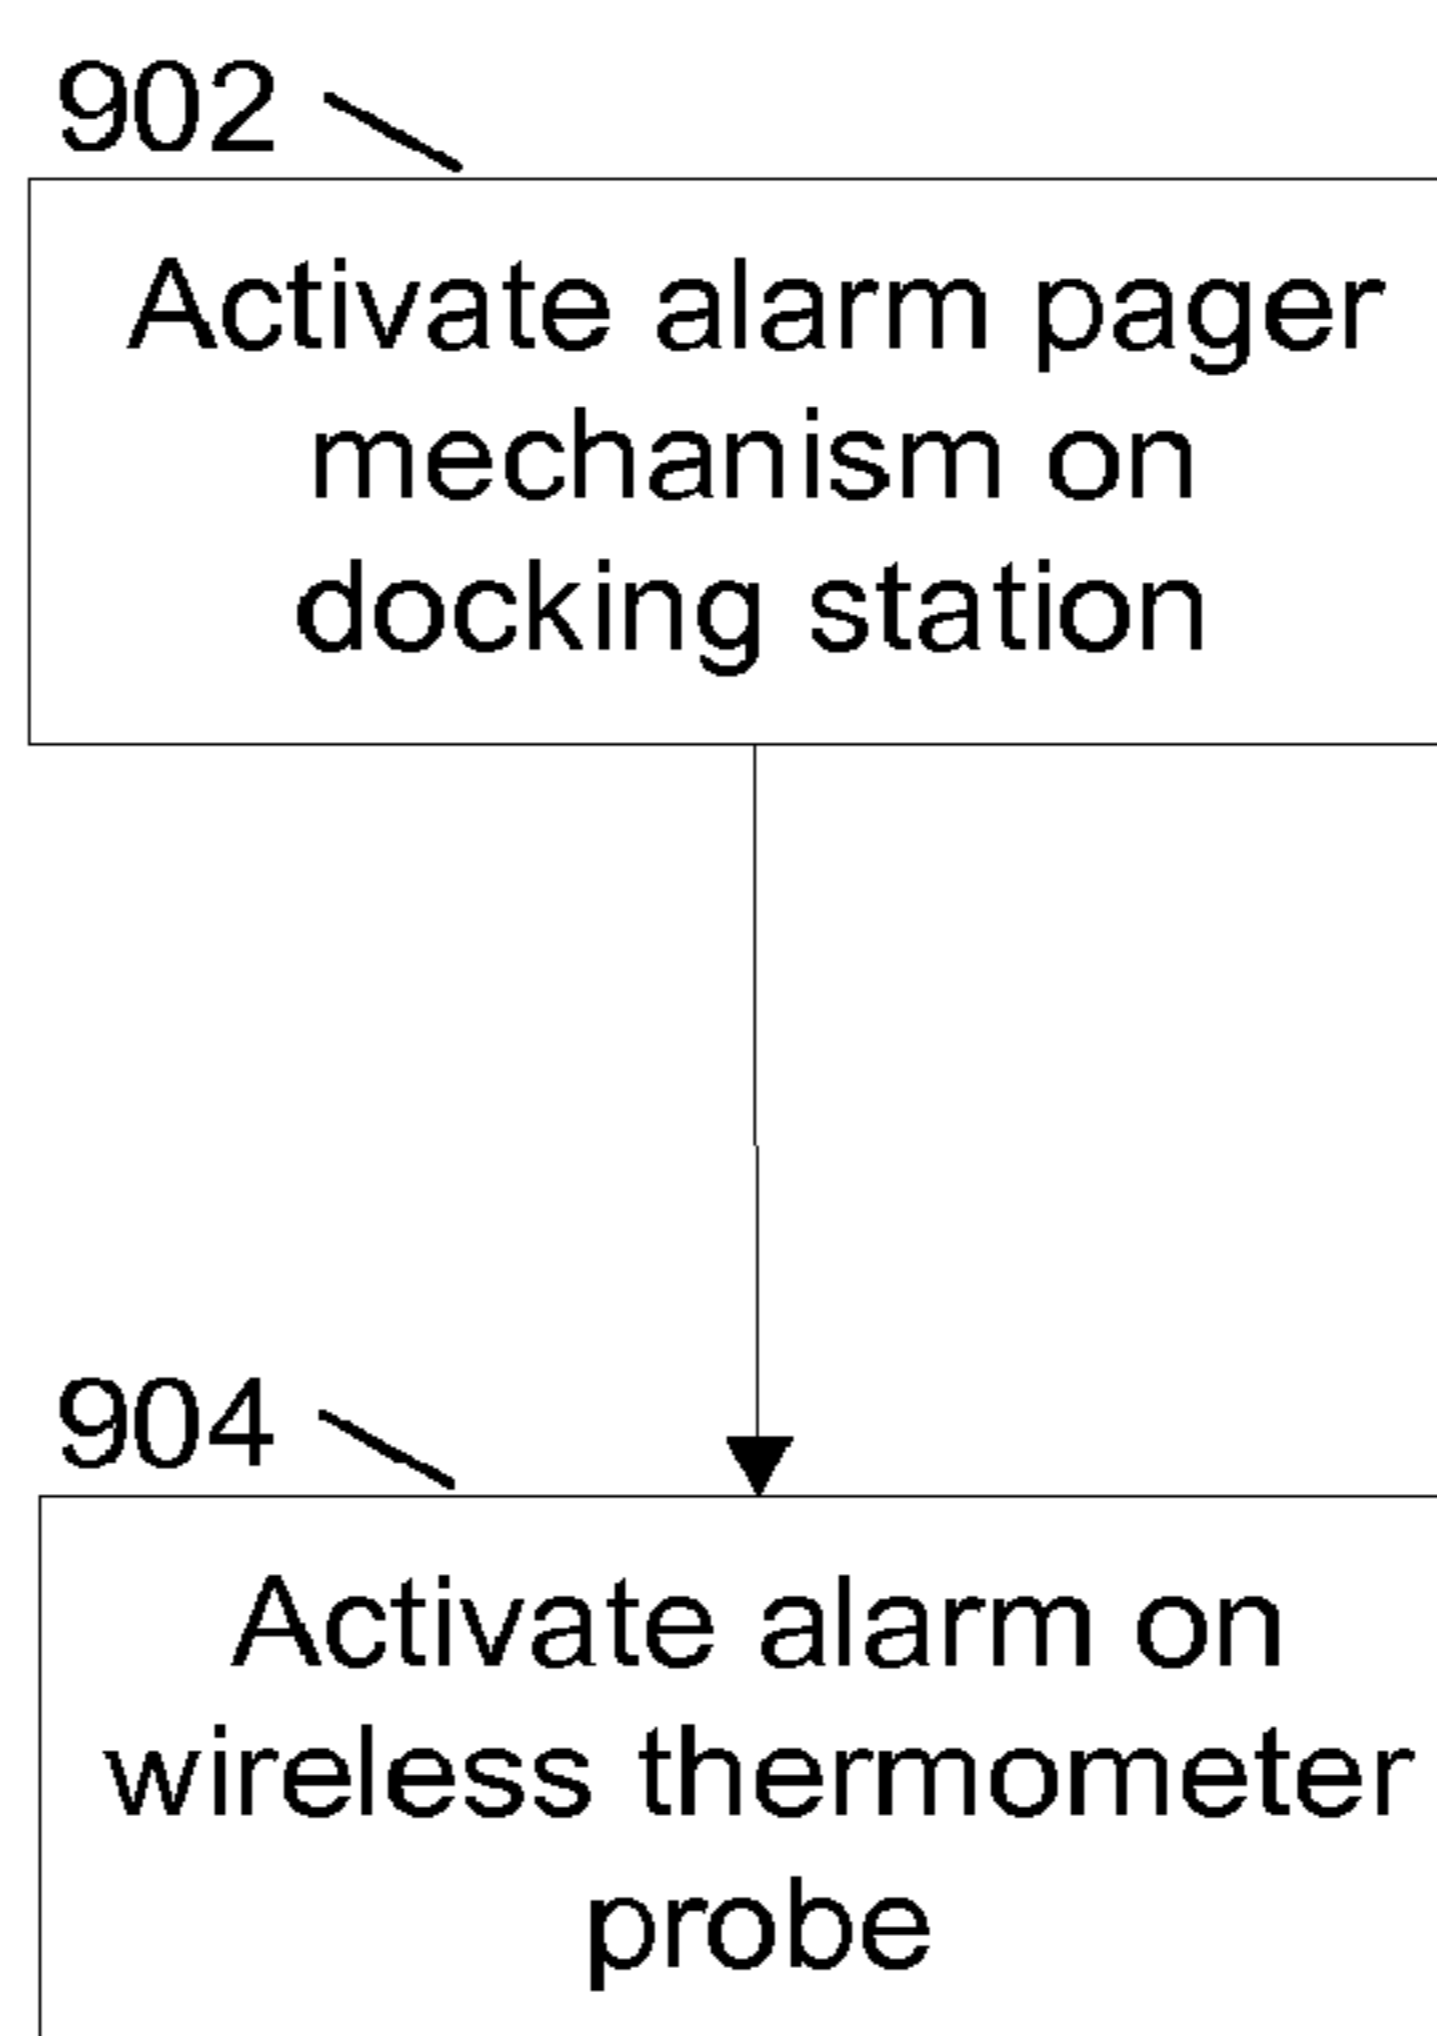 902
Activate alarm pager
mechanism on
docking station
904
Activate alarm on
wireless thermometer
probe